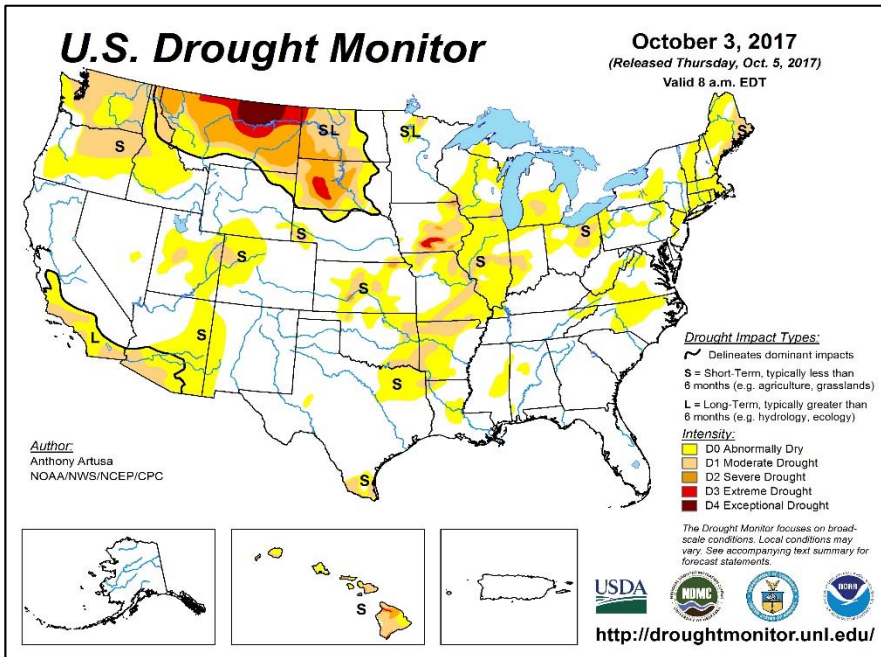 U.S. Drought Monitor
October 3, 2017
(Released Thursday, Oct. 5, 2017)
Valid 8 a.m. EDT
S
SL
SL
S
S
S
S
S
S
S
L
S
S
S
Drought Impact Types:
Delineates dominant impacts
S = Short-Term, typically less than
6 months (e.g. agriculture, grasslands)
L = Long-Term, typically greater than
6 months (e.g. hydrology, ecology)
Intensity:
D0 Abnormally Dry
D1 Moderate Drought
D2 Severe Drought
D3 Extreme Drought
D4 Exceptional Drought
Author:
Anthony Artusa
NOAA/NWS/NCEP/CPC
The Drought Monitor focuses on broad-
scale conditions. Local conditions may
vary. See accompanying text summary for
forecast statements.
S
USDA
NDMC
NOAA
http://droughtmonitor.unl.edu/